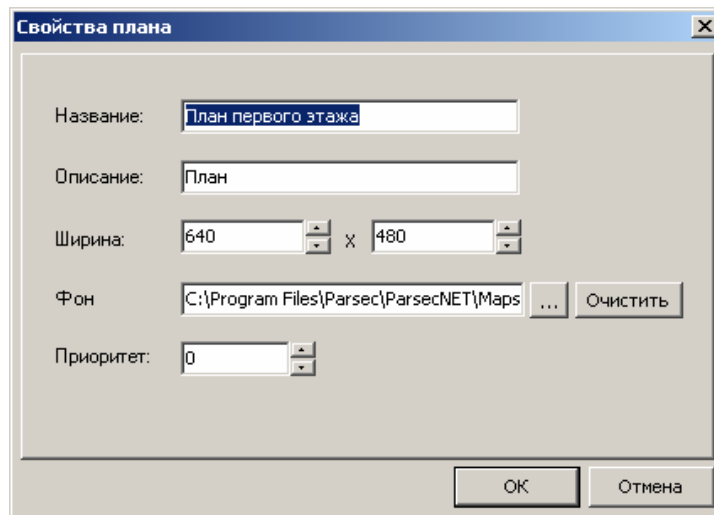 Свойства плана
Название: План первого этажа
Описание: План
Ширина: 640 x 480
Фон C:\Program Files\Parsec\ParsecNET\Maps ... Очистить
Приоритет: 0
ОК Отмена